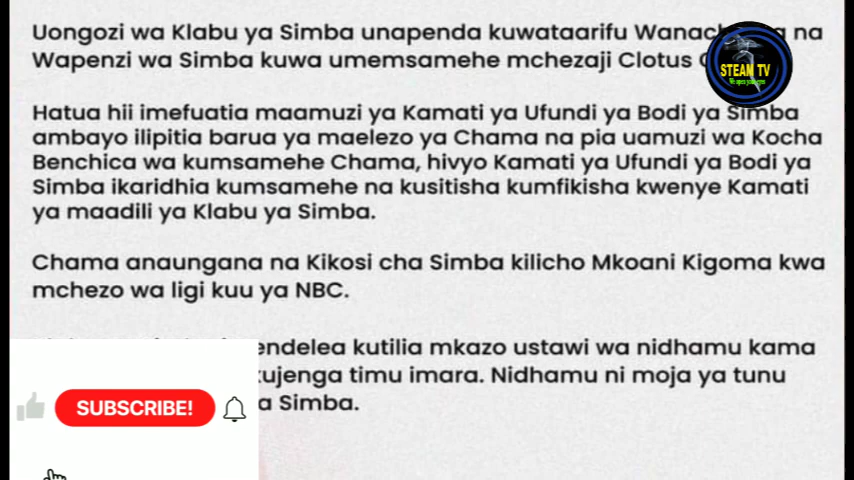 Uongozi wa Klabu ya Simba unapenda kuwataarifu na
Wapenzi wa Simba kuwa umemsamehe mchezaji Clotus
STEAM TV
We open your eyes
Hatua hii imefuatia maamuzi ya Kamati ya Ufundi ya Bodi ya Simba
ambayo ilipitia barua ya maelezo ya Chama na pia uamuzi wa Kocha
Benchica wa kumsamehe Chama, hivyo Kamati ya Ufundi ya Bodi ya
Simba ikaridhia kumsamehe na kusitisha kumfikisha kwenye Kamati
ya maadili ya Klabu ya Simba.
Chama anaungana na Kikosi cha Simba kilicho Mkoani Kigoma kwa
mchezo wa ligi kuu ya NBC.
kutilia mkazo ustawi wa nidhamu kama
timu imara. Nidhamu ni moja ya tunu
Simba.
SUBSCRIBE!